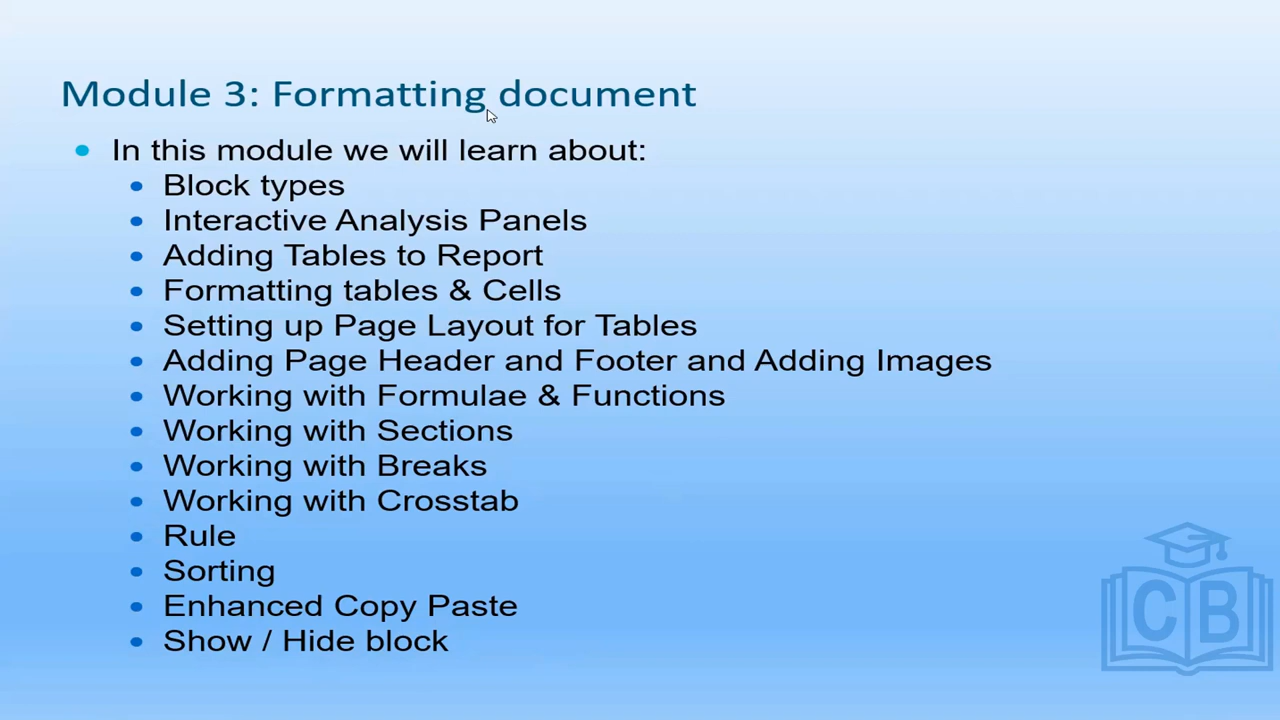 Module 3: Formatting document
• In this module we will learn about:
• Block types
• Interactive Analysis Panels
• Adding Tables to Report
• Formatting tables & Cells
• Setting up Page Layout for Tables
• Adding Page Header and Footer and Adding Images
• Working with Formulae & Functions
• Working with Sections
• Working with Breaks
• Working with Crosstab
• Rule
• Sorting
• Enhanced Copy Paste
• Show / Hide block
CB